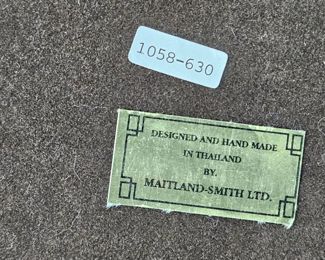 1058-630
DESIGNED AND HAND MADE
IN THAILAND
BY.
MAITLAND-SMITH LTD.